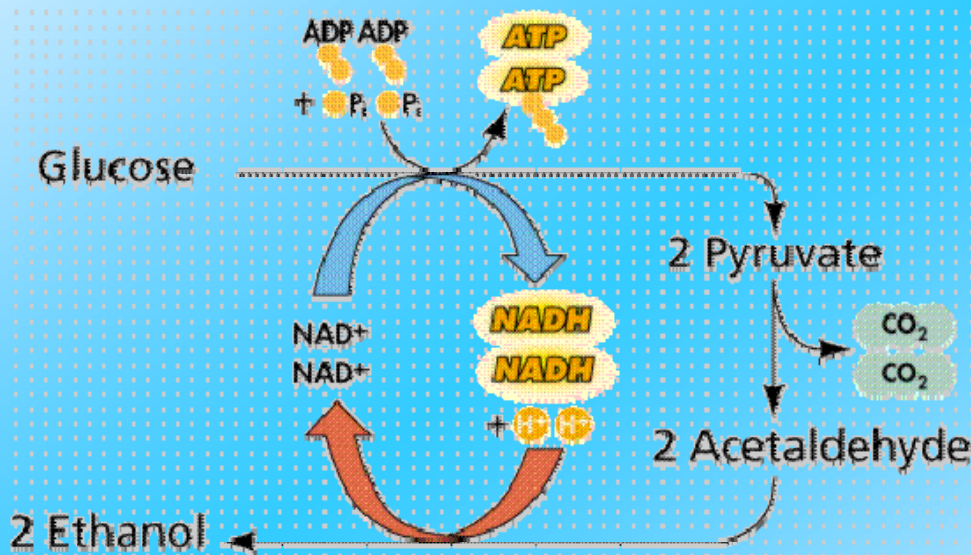 ADP ADP
+ Pi Pi
ATP
ATP
Glucose
2 Pyruvate
NAD+
NAD+
NADH
NADH
+ H+ H+
CO₂
CO₂
2 Acetaldehyde
2 Ethanol